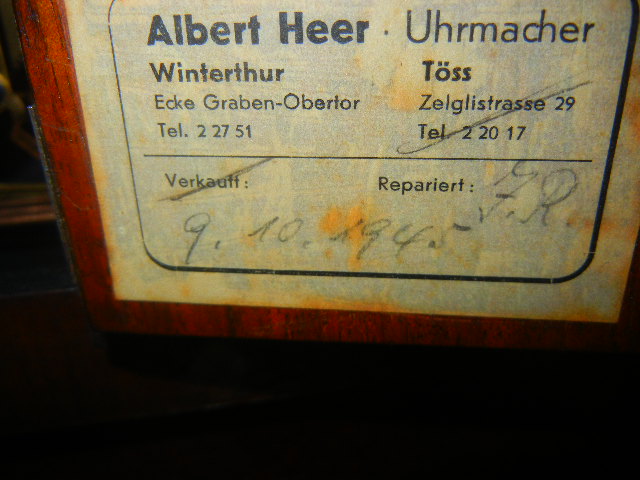 Albert Heer · Uhrmacher
Winterthur Töss
Ecke Graben-Obertor Zelglistrasse 29
Tel. 2 27 51 Tel. 2 20 17
Verkauft: Repariert:
9. 10. 1945 F.R.